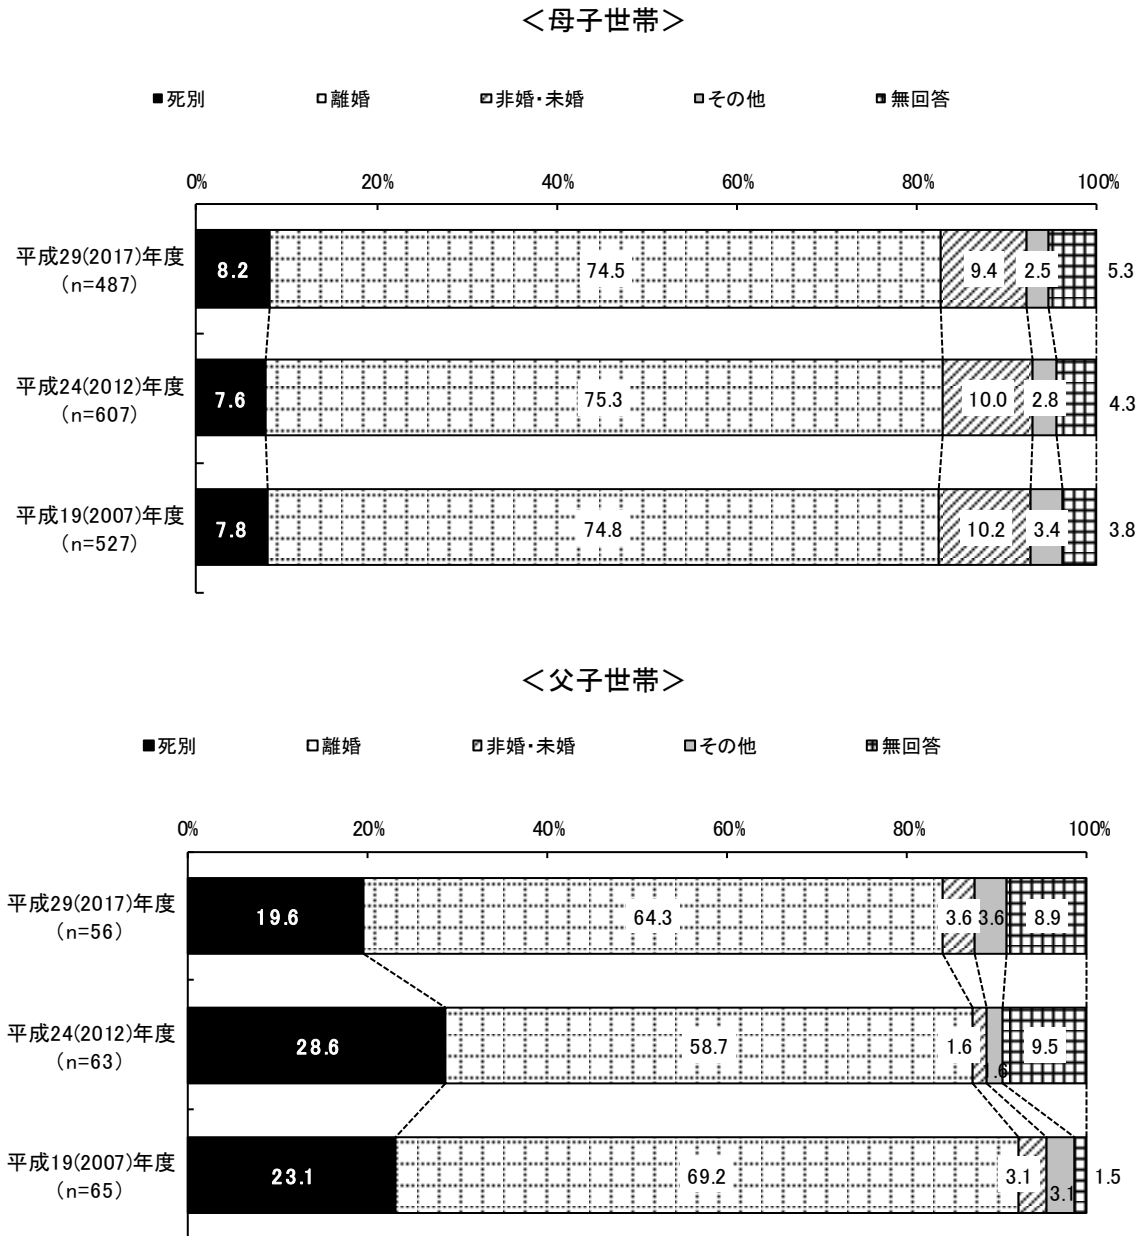 ＜母子世帯＞
死別 離婚 非婚・未婚 その他 無回答
0% 20% 40% 60% 80% 100%
平成29(2017)年度
（n=487）
8.2 74.5 9.4 2.5 5.3
平成24(2012)年度
（n=607）
7.6 75.3 10.0 2.8 4.3
平成19(2007)年度
（n=527）
7.8 74.8 10.2 3.4 3.8
＜父子世帯＞
死別 離婚 非婚・未婚 その他 無回答
0% 20% 40% 60% 80% 100%
平成29(2017)年度
（n=56）
19.6 64.3 3.6 3.6 8.9
平成24(2012)年度
（n=63）
28.6 58.7 1.6 .6 9.5
平成19(2007)年度
（n=65）
23.1 69.2 3.1 3.1 1.5